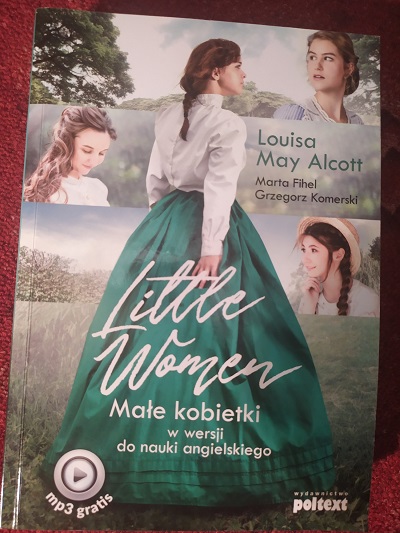 Louisa
May Alcott
Marta Fihel
Grzegorz Komerski
Little
Women
Małe kobietki
w wersji
do nauki angielskiego
mp3 gratis
wydawnictwo
poltext